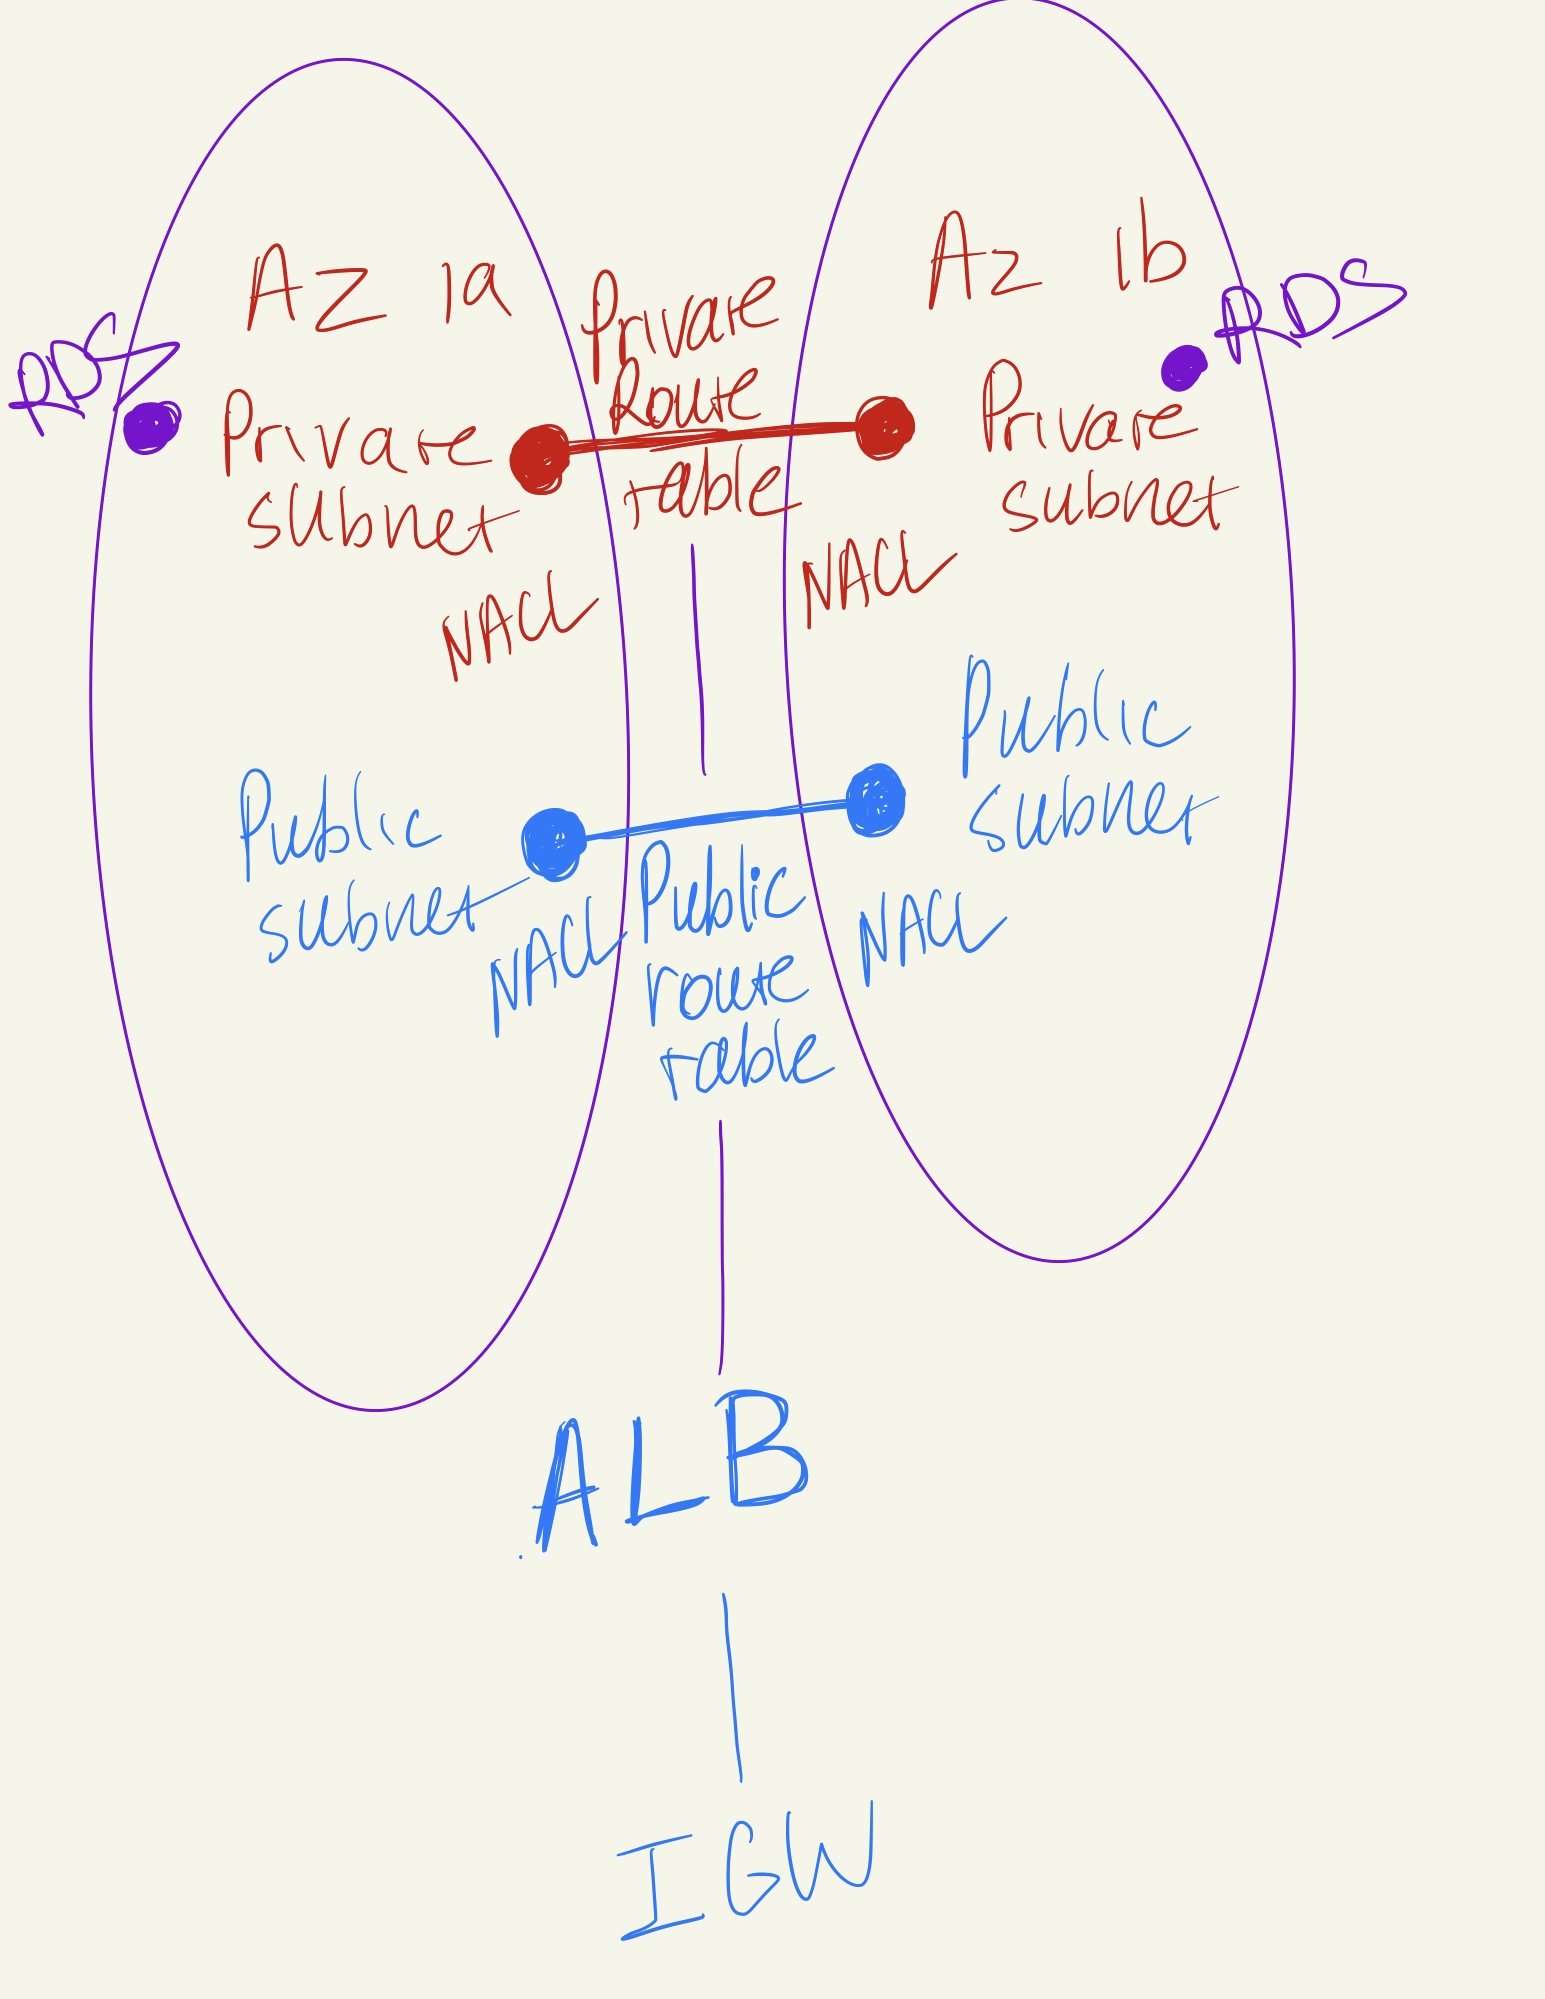 Az 1a
Az 1b
RDS
RDS
Private
Route
table
Private
subnet
Private
subnet
NACL
NACL
Public
subnet
Public
subnet
NACL
Public
route
table
NACL
ALB
IGW